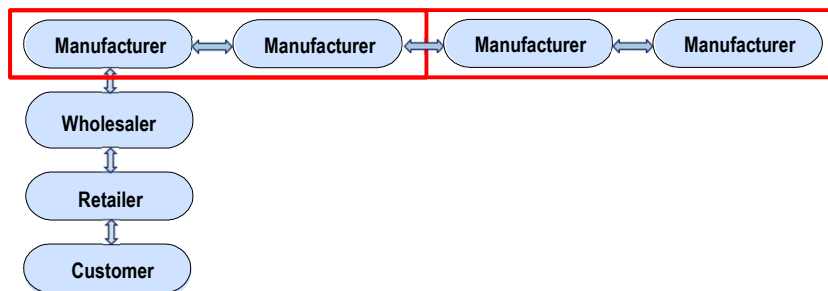 Manufacturer
Manufacturer
Manufacturer
Manufacturer
Wholesaler
Retailer
Customer